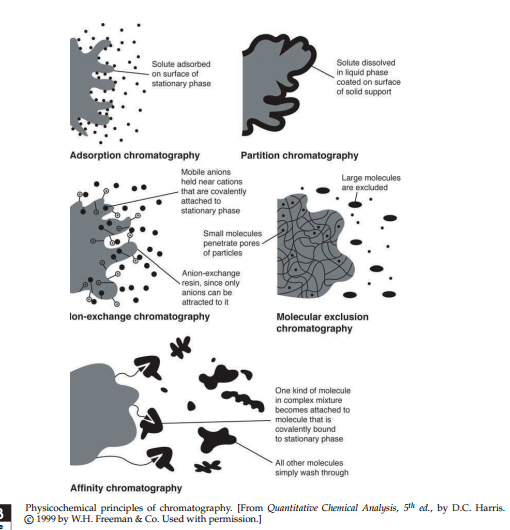 Solute adsorbed
on surface of
stationary phase
Solute dissolved
in liquid phase
coated on surface
of solid support
Adsorption chromatography
Partition chromatography
Mobile anions
held near cations
that are covalently
attached to
stationary phase
Anion-exchange
resin, since only
anions can be
attracted to it
Ion-exchange chromatography
Large molecules
are excluded
Small molecules
penetrate pores
of particles
Molecular exclusion
chromatography
One kind of molecule
in complex mixture
becomes attached to
molecule that is
covalently bound
to stationary phase
All other molecules
simply wash through
Affinity chromatography
Physicochemical principles of chromatography. [From Quantitative Chemical Analysis, 5th ed., by D.C. Harris.
© 1999 by W.H. Freeman & Co. Used with permission.]